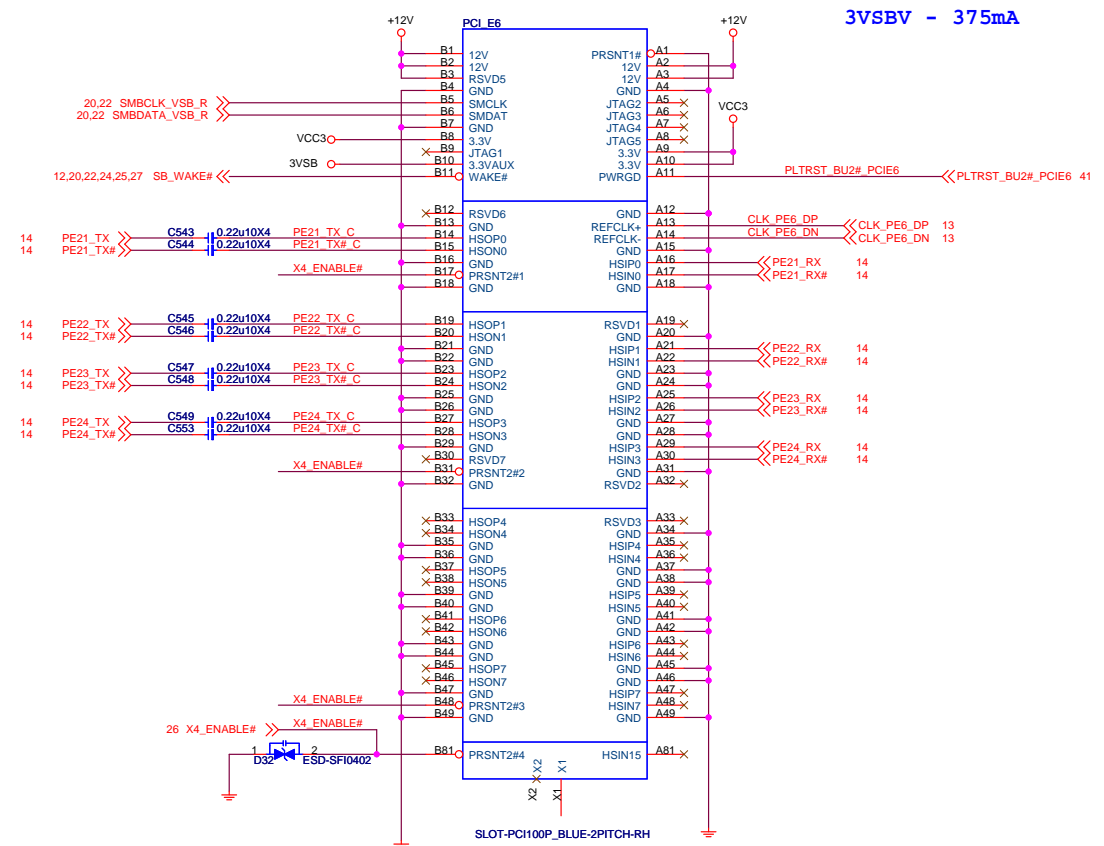 3VSBV - 375mA
+12V
PCI_E6
+12V
B1 12V PRSNT1# A1
B2 12V 12V A2
B3 RSVD5 12V A3
B4 GND GND A4
20,22 SMBCLK_VSB_R B5 SMCLK JTAG2 A5
20,22 SMBDATA_VSB_R B6 SMDAT JTAG3 A6
VCC3
B7 GND JTAG4 A7
VCC3 B8 3.3V JTAG5 A8
B9 JTAG1 3.3V A9
3VSB B10 3.3VAUX 3.3V A10
12,20,22,24,25,27 SB_WAKE# B11 WAKE# PWRGD A11 PLTRST_BU2#_PCIE6 PLTRST_BU2#_PCIE6 41
B12 RSVD6 GND A12
B13 GND REFCLK+ A13 CLK_PE6_DP CLK_PE6_DP 13
14 PE21_TX C543 0.22u10X4 PE21_TX_C B14 HSOP0 REFCLK- A14 CLK_PE6_DN CLK_PE6_DN 13
14 PE21_TX# C544 0.22u10X4 PE21_TX#_C B15 HSON0 GND A15
B16 GND HSIP0 A16 PE21_RX 14
X4_ENABLE# B17 PRSNT2#1 HSIN0 A17 PE21_RX# 14
B18 GND GND A18
14 PE22_TX C545 0.22u10X4 PE22_TX_C B19 HSOP1 RSVD1 A19
14 PE22_TX# C546 0.22u10X4 PE22_TX#_C B20 HSON1 GND A20
B21 GND HSIP1 A21 PE22_RX 14
B22 GND HSIN1 A22 PE22_RX# 14
14 PE23_TX C547 0.22u10X4 PE23_TX_C B23 HSOP2 GND A23
14 PE23_TX# C548 0.22u10X4 PE23_TX#_C B24 HSON2 GND A24
B25 GND HSIP2 A25 PE23_RX 14
B26 GND HSIN2 A26 PE23_RX# 14
14 PE24_TX C549 0.22u10X4 PE24_TX_C B27 HSOP3 GND A27
14 PE24_TX# C553 0.22u10X4 PE24_TX#_C B28 HSON3 GND A28
B29 GND HSIP3 A29 PE24_RX 14
B30 RSVD7 HSIN3 A30 PE24_RX# 14
X4_ENABLE# B31 PRSNT2#2 GND A31
B32 GND RSVD2 A32
B33 HSOP4 RSVD3 A33
B34 HSON4 GND A34
B35 GND HSIP4 A35
B36 GND HSIN4 A36
B37 HSOP5 GND A37
B38 HSON5 GND A38
B39 GND HSIP5 A39
B40 GND HSIN5 A40
B41 HSOP6 GND A41
B42 HSON6 GND A42
B43 GND HSIP6 A43
B44 GND HSIN6 A44
B45 HSOP7 GND A45
B46 HSON7 GND A46
B47 GND HSIP7 A47
X4_ENABLE# B48 PRSNT2#3 HSIN7 A48
B49 GND GND A49
26 X4_ENABLE# X4_ENABLE#
1 2 B81 PRSNT2#4 HSIN15 A81
D32 ESD-SFI0402
X2 X1
X2 X1
SLOT-PCI100P_BLUE-2PITCH-RH